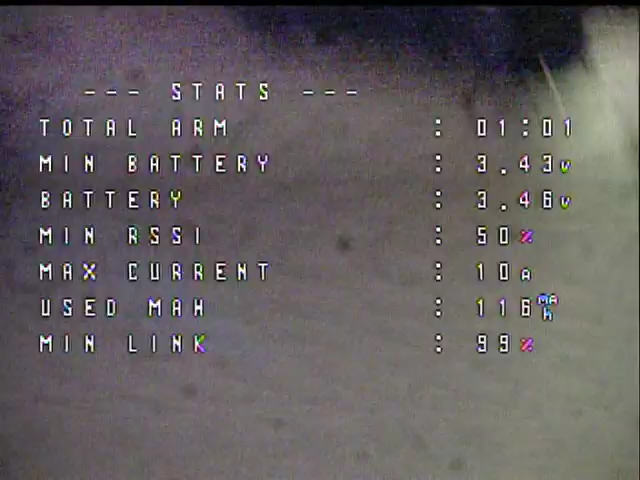 --- STATS ---
TOTAL ARM : 01:01
MIN BATTERY : 3.43V
BATTERY : 3.46V
MIN RSSI : 50%
MAX CURRENT : 10A
USED MAH : 116MAH
MIN LINK : 99%